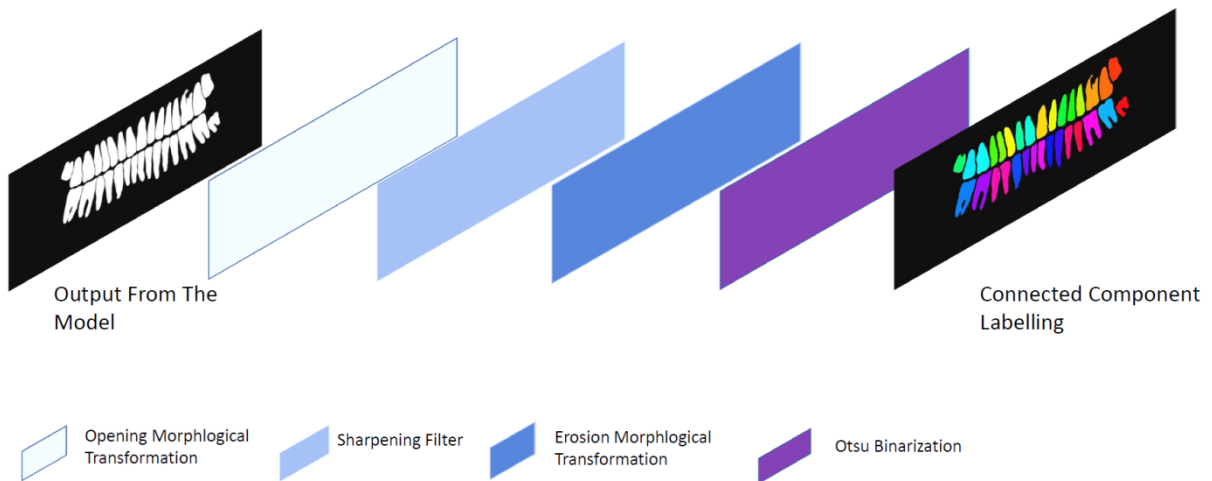 Output From The
Model
Connected Component
Labelling
Opening Morphlogical
Transformation
Sharpening Filter
Erosion Morphlogical
Transformation
Otsu Binarization